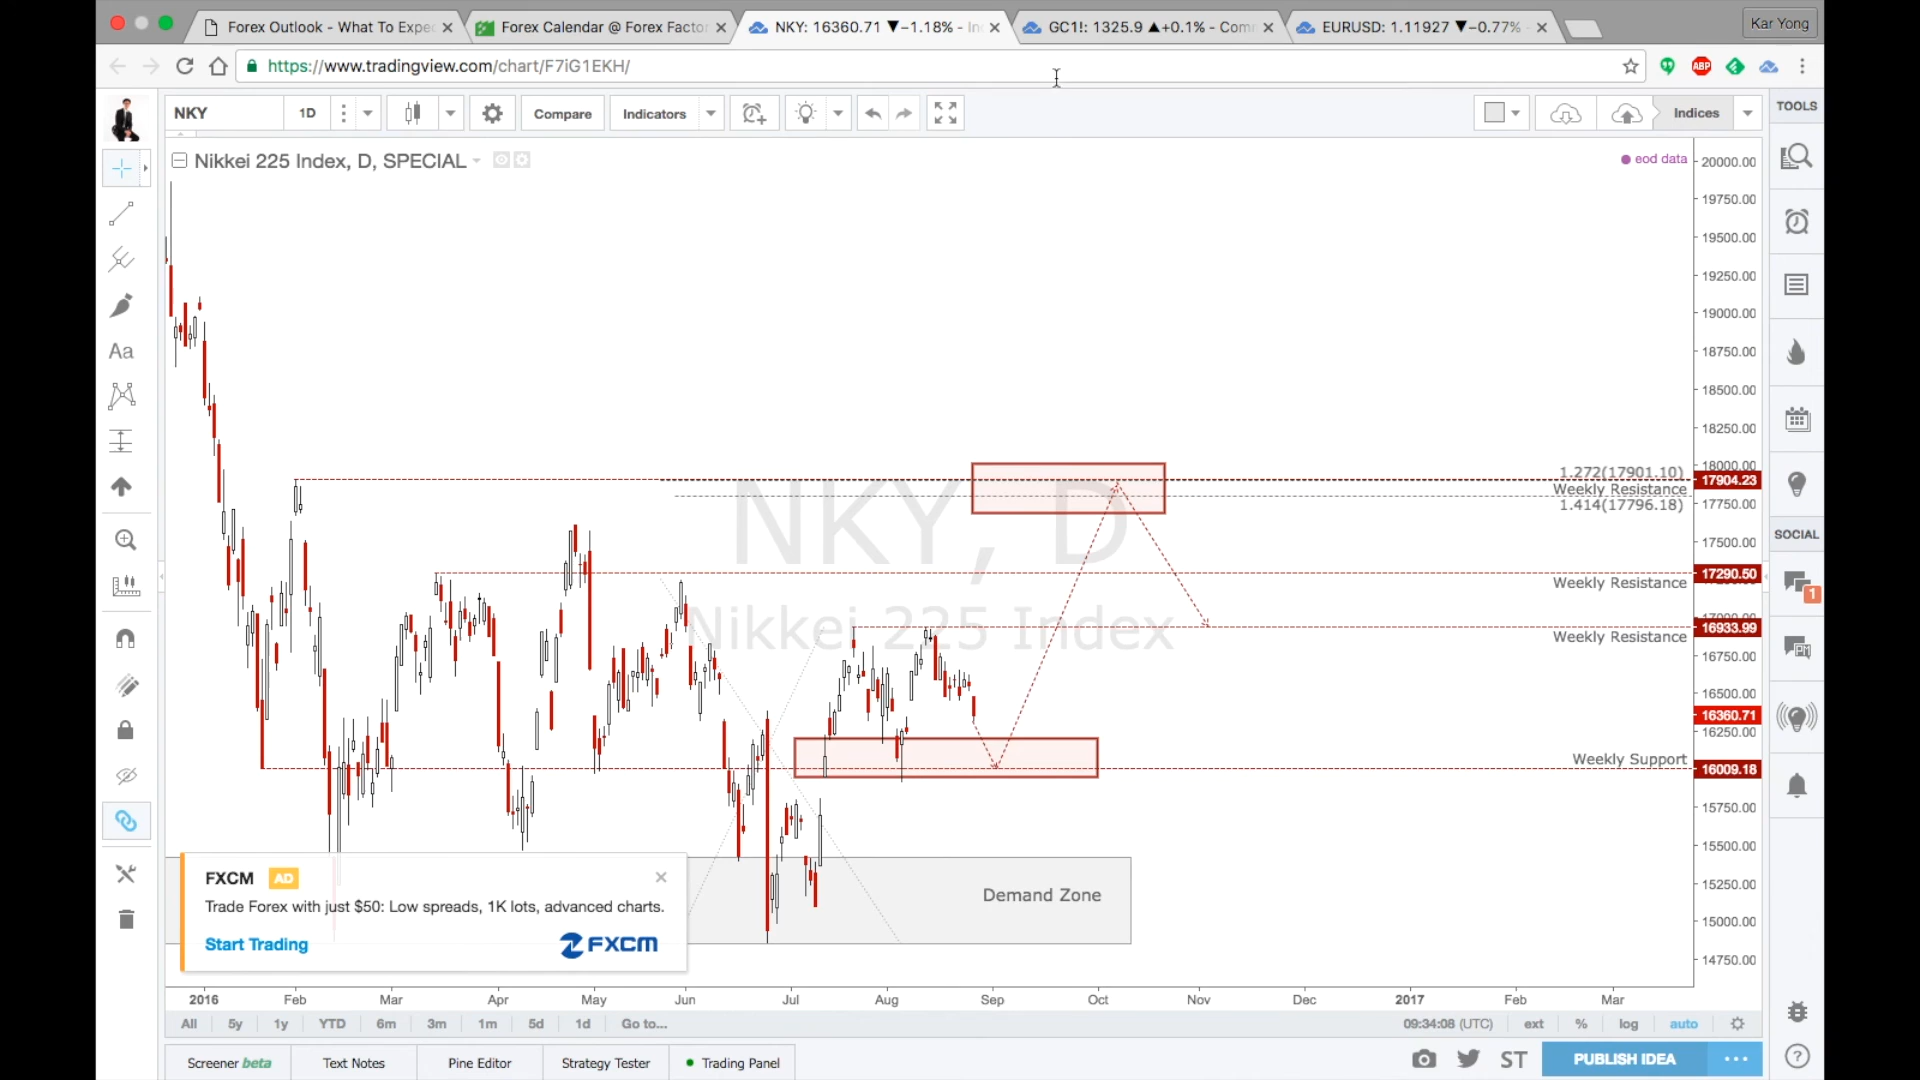 Forex Outlook - What To Expec
Forex Calendar @ Forex Factor
NKY: 16360.71 ▼−1.18% - In
GC1!: 1325.9 ▲+0.1% - Com
EURUSD: 1.11927 ▼−0.77%
Kar Yong
https://www.tradingview.com/chart/F7iG1EKH/
ABP
NKY 1D Compare Indicators Indices
TOOLS
Nikkei 225 Index, D, SPECIAL
eod data
20000.00
19750.00
19500.00
19250.00
19000.00
18750.00
18500.00
18250.00
18000.00
1.272(17901.10)
17904.23
Weekly Resistance
1.414(17796.18)
17750.00
17500.00
17290.50
Weekly Resistance
17000.00
16933.99
Weekly Resistance
16750.00
16500.00
16360.71
16250.00
Weekly Support
16009.18
15750.00
15500.00
15250.00
15000.00
14750.00
NKY, D
Nikkei 225 Index
Demand Zone
Aa
SOCIAL
1
FXCM AD
Trade Forex with just $50: Low spreads, 1K lots, advanced charts.
Start Trading
FXCM
2016 Feb Mar Apr May Jun Jul Aug Sep Oct Nov Dec 2017 Feb Mar
All 5y 1y YTD 6m 3m 1m 5d 1d Go to... 09:34:08 (UTC) ext % log auto
Screener beta Text Notes Pine Editor Strategy Tester Trading Panel ST PUBLISH IDEA